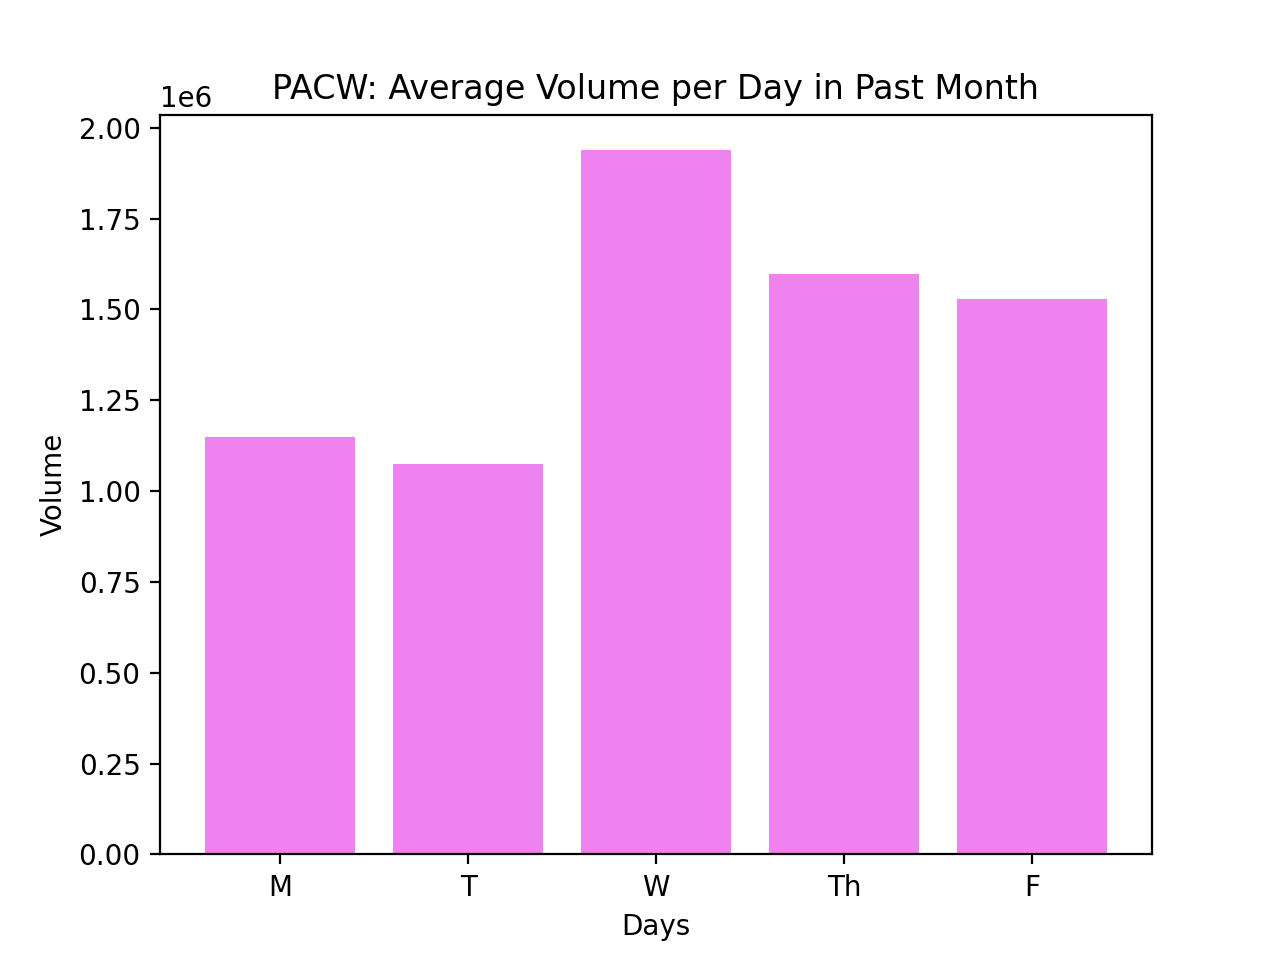 PACW: Average Volume per Day in Past Month
1e6
2.00
1.75
1.50
1.25
1.00
0.75
0.50
0.25
0.00
Volume
M T W Th F
Days